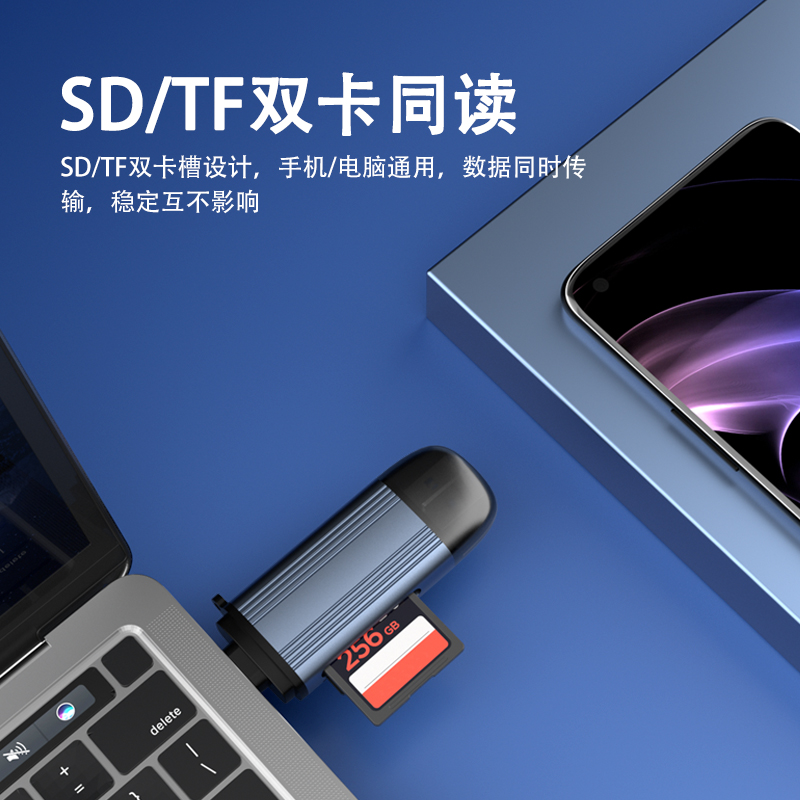 SD/TF双卡同读
SD/TF双卡槽设计，手机/电脑通用，数据同时传
输，稳定互不影响
256 GB
delete
+
=